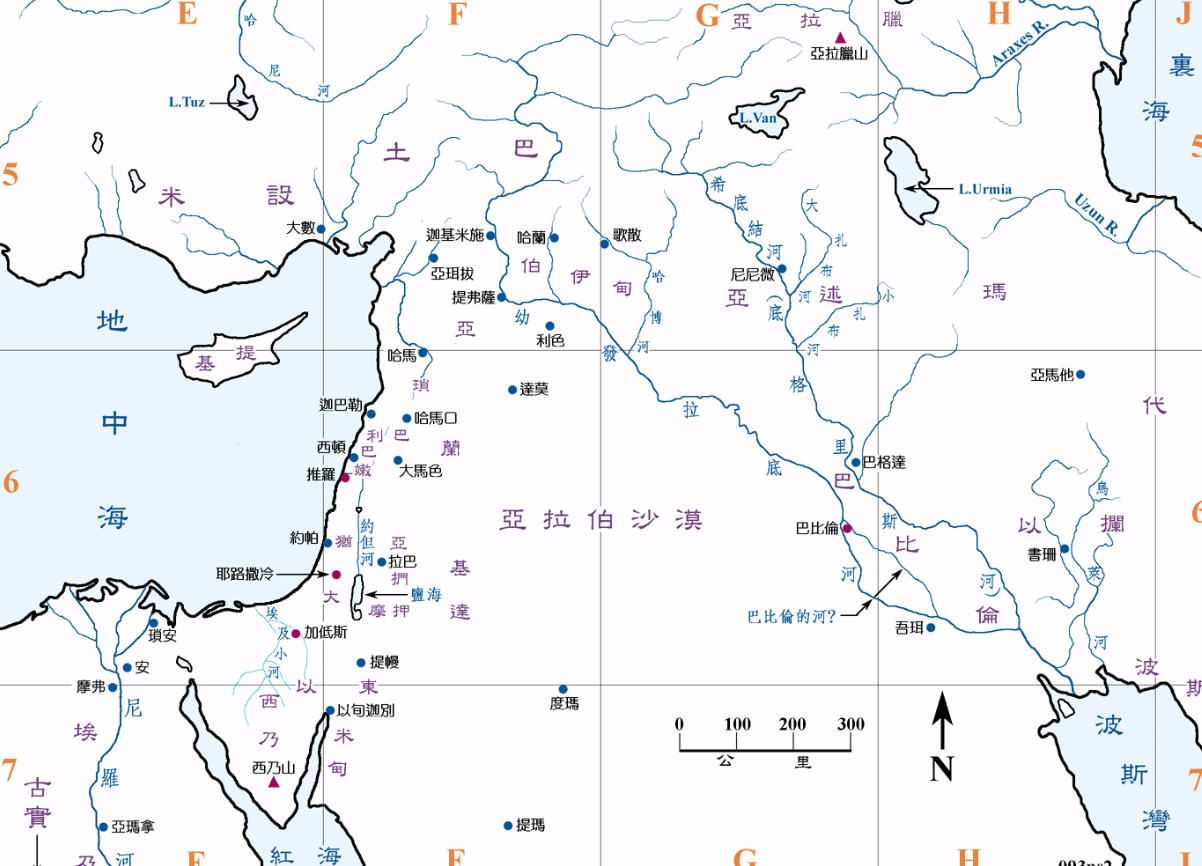 E
F
G
H
J
亞拉臘
亞拉臘山
Araxes R.
裏海
哈尼河
L.Tuz
L.Van
5
土巴
米設
希底結河(底格里斯河)
大扎布河
小扎布河
L.Urmia
Uzun R.
5
大數
迦基米施
哈蘭
歌散
亞珥拔
伯
伊甸
尼尼微
亞述
瑪代
提弗薩
亞
幼發拉底河
利色
哈博河
地中海
基提
哈馬
瑣巴
達莫
亞馬他
迦巴勒
哈馬口
利巴嫩
西頓
推羅
大馬色
蘭
巴格達
6
6
亞拉伯沙漠
巴比倫
巴比倫
以攔
烏萊河
書珊
約帕
猶大
約但河
亞捫
拉巴
基達
耶路撒冷
鹽海
摩押
巴比倫的河?
吾珥
埃及小河
加低斯
瑣安
安
提幔
摩弗
以東
度瑪
波斯
尼羅河
埃及
西乃
以旬迦別
米甸
西乃山
0 100 200 300
公里
N
波斯灣
7
7
古實
亞瑪拿
提瑪
紅海
E
F
G
H